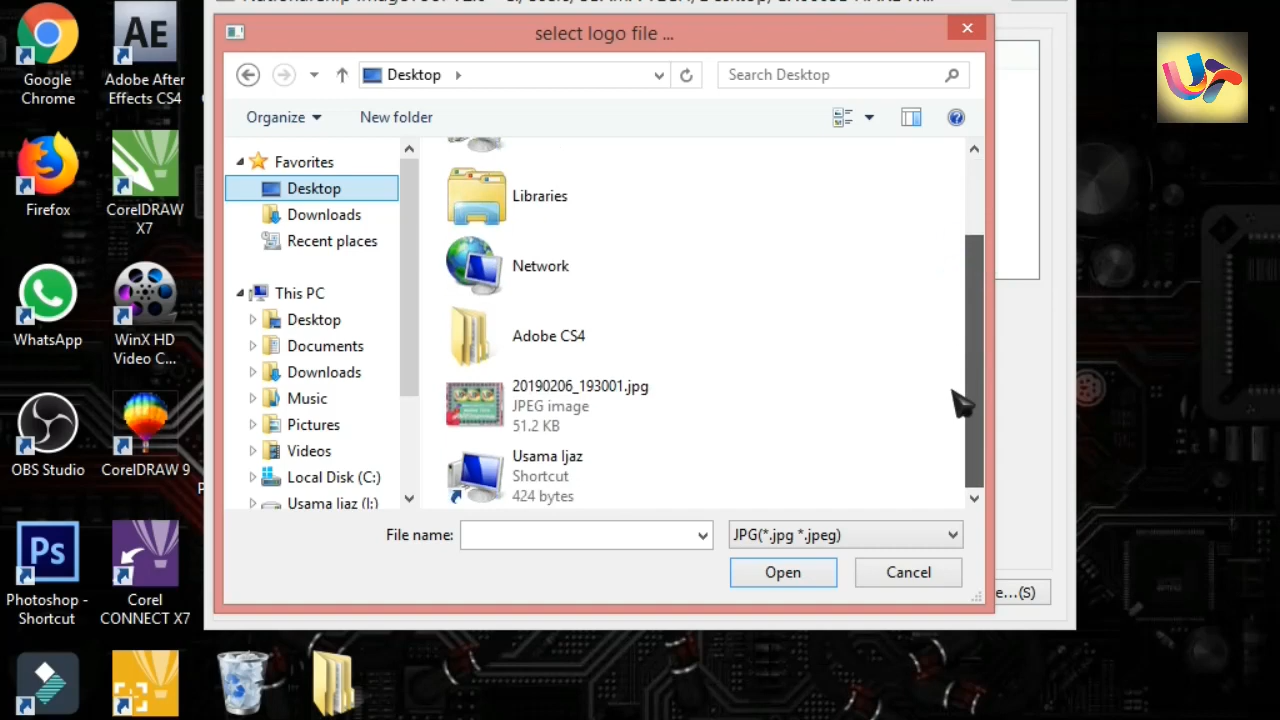 select logo file ...
Desktop
Search Desktop
Organize
New folder
Favorites
Desktop
Downloads
Recent places
This PC
Desktop
Documents
Downloads
Music
Pictures
Videos
Local Disk (C:)
Usama Ijaz (I:)
Libraries
Network
Adobe CS4
20190206_193001.jpg
JPEG image
51.2 KB
Usama Ijaz
Shortcut
424 bytes
File name:
JPG(*.jpg *.jpeg)
Open
Cancel
e...(S)
Google
Chrome
AE
Adobe After
Effects CS4
Firefox
CorelDRAW
X7
WhatsApp
WinX HD
Video C...
OBS Studio
CorelDRAW 9
Ps
Photoshop -
Shortcut
Corel
CONNECT X7